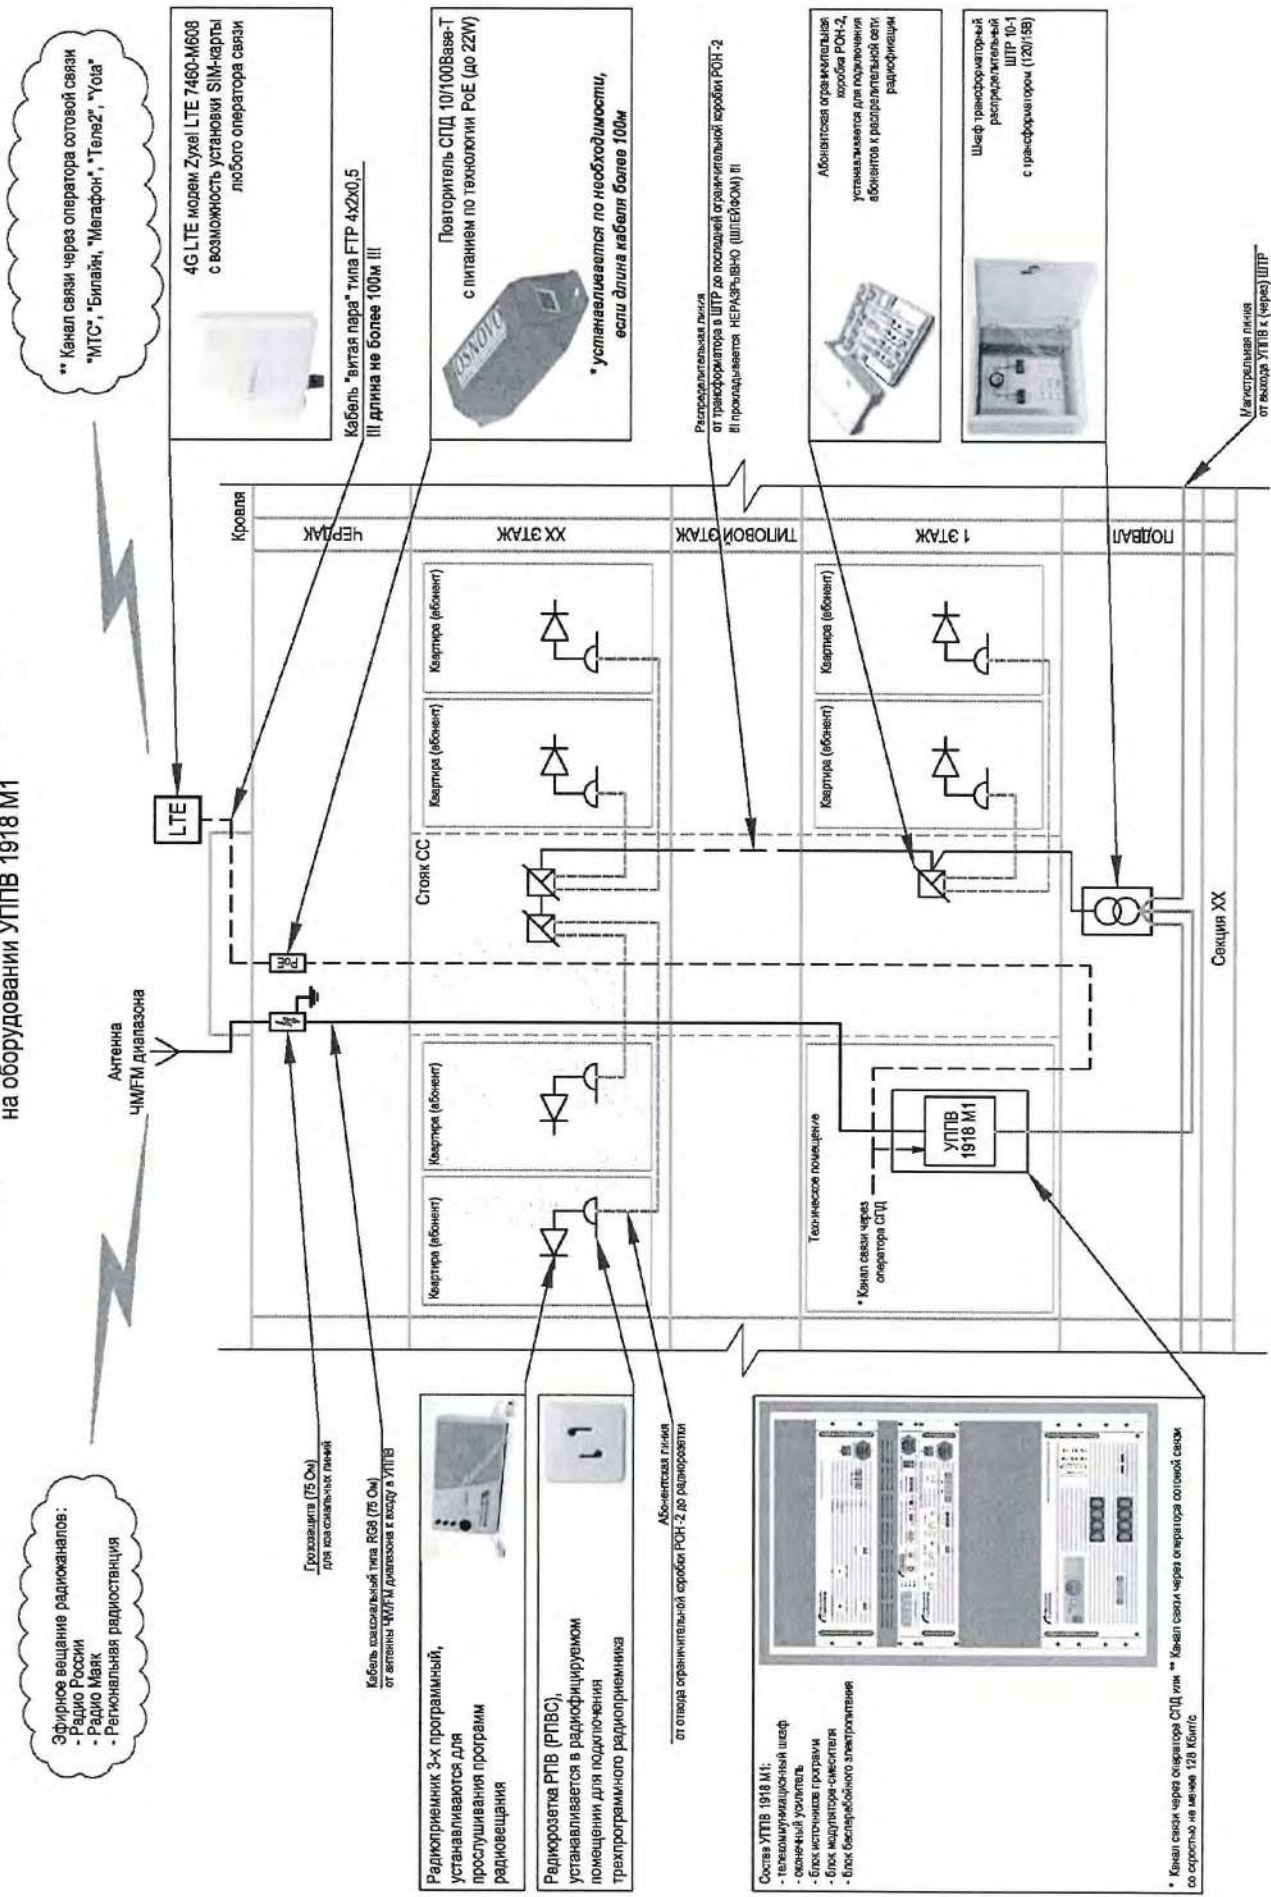 на оборудовании УППВ 1918 М1
Эфирное вещание радиоканалов:
- Радио России
- Радио Маяк
- Региональная радиостанция
Антенна
ЧМ/FM диапазона
** Канал связи через оператора сотовой связи
"МТС", "Билайн, "Мегафон", "Теле2", "Yota"
4G LTE модем Zyxel LTE 7460-M608
с возможность установки SIM-карты
любого оператора связи
Кабель "витая пара" типа FTP 4x2x0,5
!!! длина не более 100м !!!
Повторитель СПД 10/100Base-T
с питанием по технологии PoE (до 22W)
OSNOVO
* устанавливается по необходимости,
если длина кабеля более 100м
Распределительная линия
от трансформатора в ШТР до последней ограничительной коробки РОН -2
!!! прокладывается НЕРАЗРЫВНО (ШЛЕЙФОМ) !!!
Абонентская ограничительная
коробка РОН-2,
устанавливается для подключения
абонентов к распрелительной сети
радиофикации
Шкаф трансформаторный
распределительный
ШТР 10-1
с трансформатором (120/15В)
Магистральная линия
от выхода УППВ к (через) ШТР
LTE
Кровля
ЧЕРДАК
ХХ ЭТАЖ
ТИПОВОЙ ЭТАЖ
1 ЭТАЖ
ПОДВАЛ
PoE
Стояк СС
Квартира (абонент)
Квартира (абонент)
Квартира (абонент)
Квартира (абонент)
Квартира (абонент)
Квартира (абонент)
Техническое помещение
УППВ
1918 М1
* Канал связи через
оператора СПД
Секция ХХ
Грозозащита (75 Ом)
для коаксиальных линий
Кабель коаксиальный типа RG6 (75 Ом)
от антенны ЧМ/FM диапазона к входу в УППВ
Радиоприемник 3-х программный,
устанавливаются для
прослушивания программ
радиовещания
Радиорозетка РПВ (РПВС),
устанавливается в радиофицируемом
помещении для подключения
трехпрограммного радиоприемника
Абонентская линия
от отвода ограничительной коробки РОН -2 до радиорозетки
Состав УППВ 1918 М1:
- телекоммуникационный шкаф
- оконечный усилитель
- блок источников программ
- блок модулятора-смесителя
- блок бесперебойного электропитания
* Канал связи через оператора СПД или ** Канал связи через оператора сотовой связи
со скростью не менее 128 Кбит/с